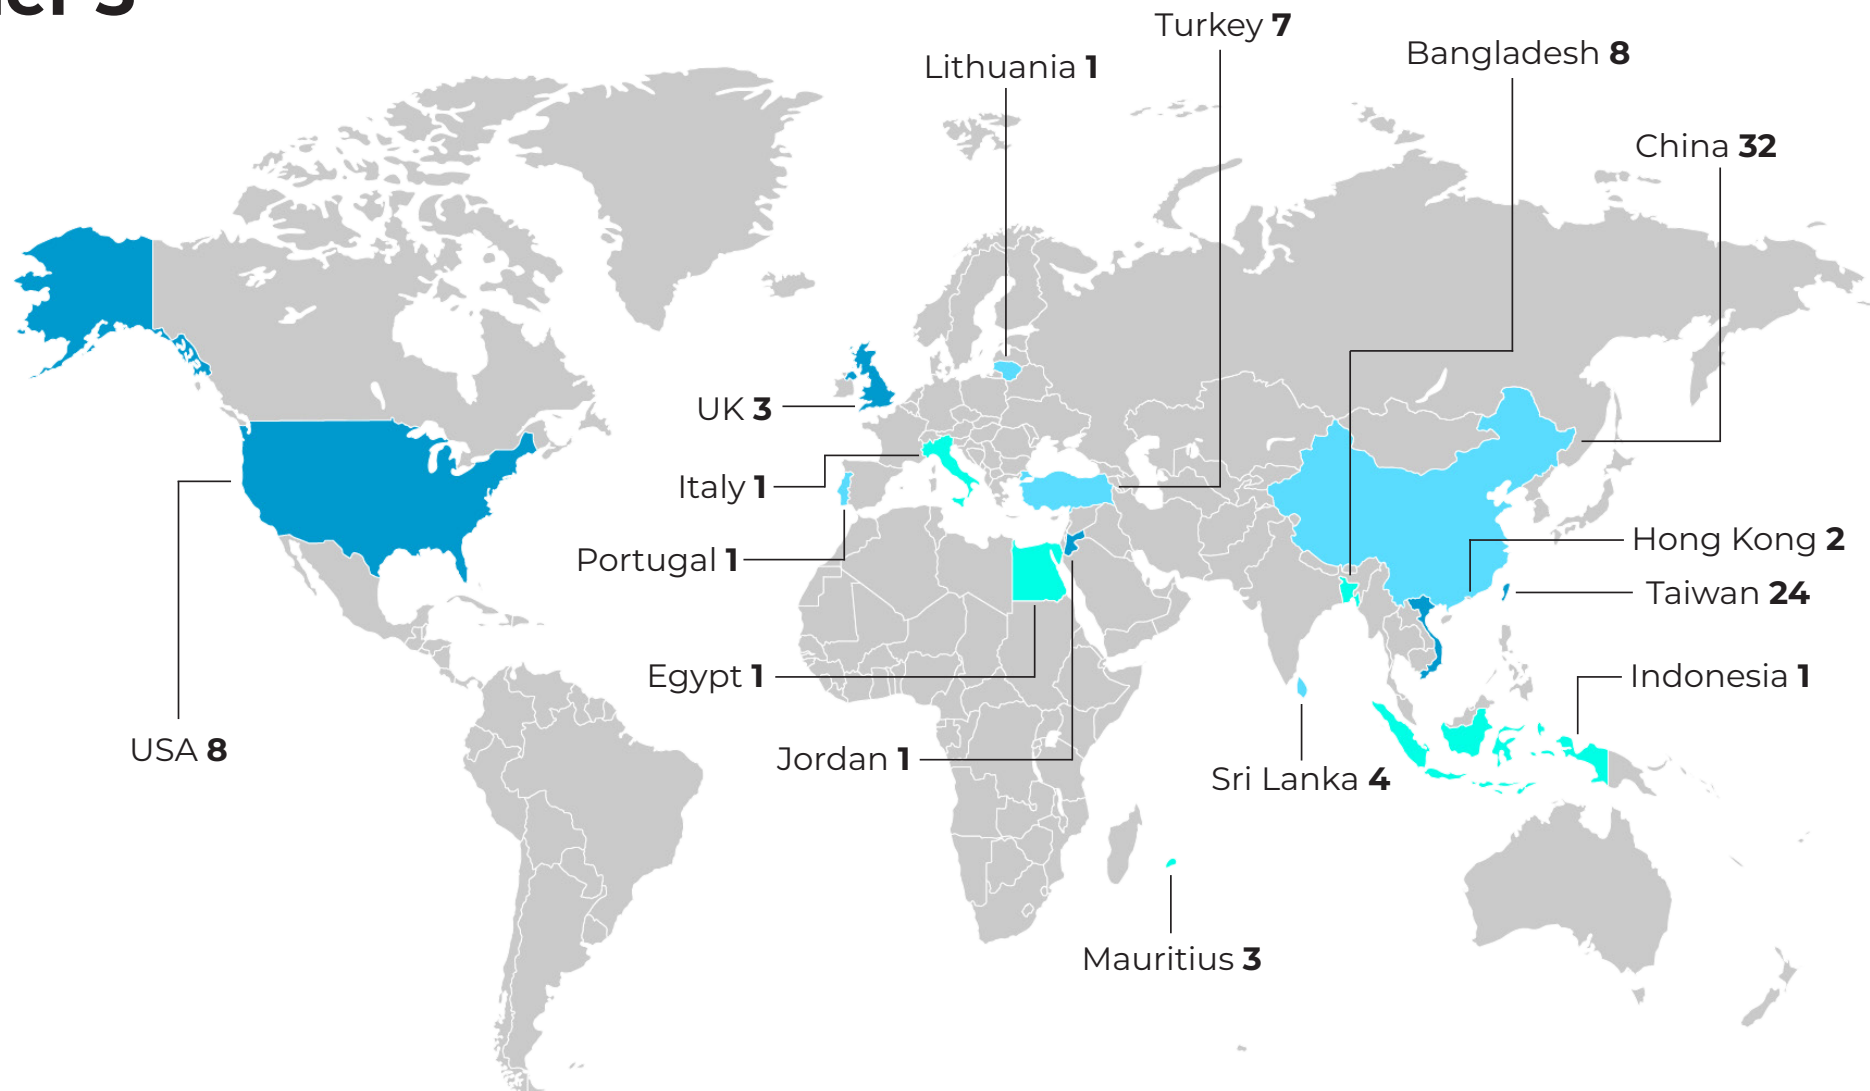 Turkey 7
Lithuania 1
Bangladesh 8
China 32
UK 3
Italy 1
Portugal 1
Hong Kong 2
Taiwan 24
Egypt 1
Indonesia 1
USA 8
Jordan 1
Sri Lanka 4
Mauritius 3